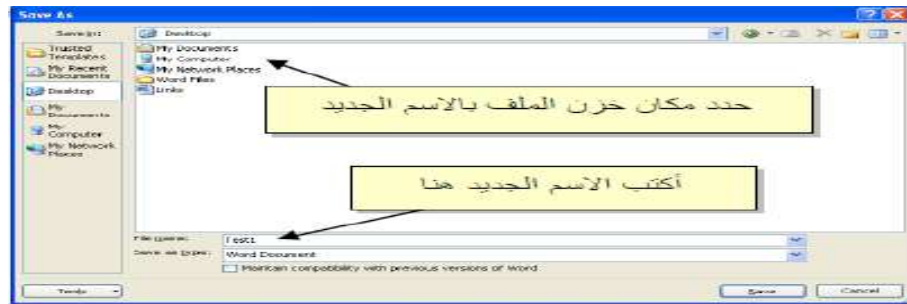 Save As
Save in:
Desktop
Trusted
Templates
My Recent
Documents
Desktop
My
Documents
My
Computer
My Network
Places
My Documents
My Computer
My Network Places
Word Files
Links
حدد مكان خزن الملف بالاسم الجديد
أكتب الاسم الجديد هنا
File name:
Test1
Save as type:
Word Document
Maintain compatibility with previous versions of Word
Tools
Save
Cancel